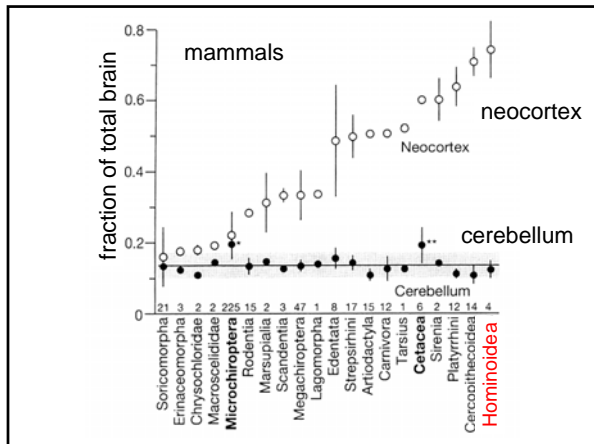 mammals
fraction of total brain
0.8
0.6
0.4
0.2
0
neocortex
Neocortex
cerebellum
Cerebellum
*
**
21 3 2 2 225 15 2 3 47 1 8 17 15 12 1 6 2 12 14 4
Soricomorpha
Erinaceomorpha
Chrysochloridae
Macroscelididae
Microchiroptera
Rodentia
Marsupialia
Scandentia
Megachiroptera
Lagomorpha
Edentata
Strepsirhini
Artiodactyla
Carnivora
Tarsius
Cetacea
Sirenia
Platyrrhini
Cercopithecoidea
Hominoidea